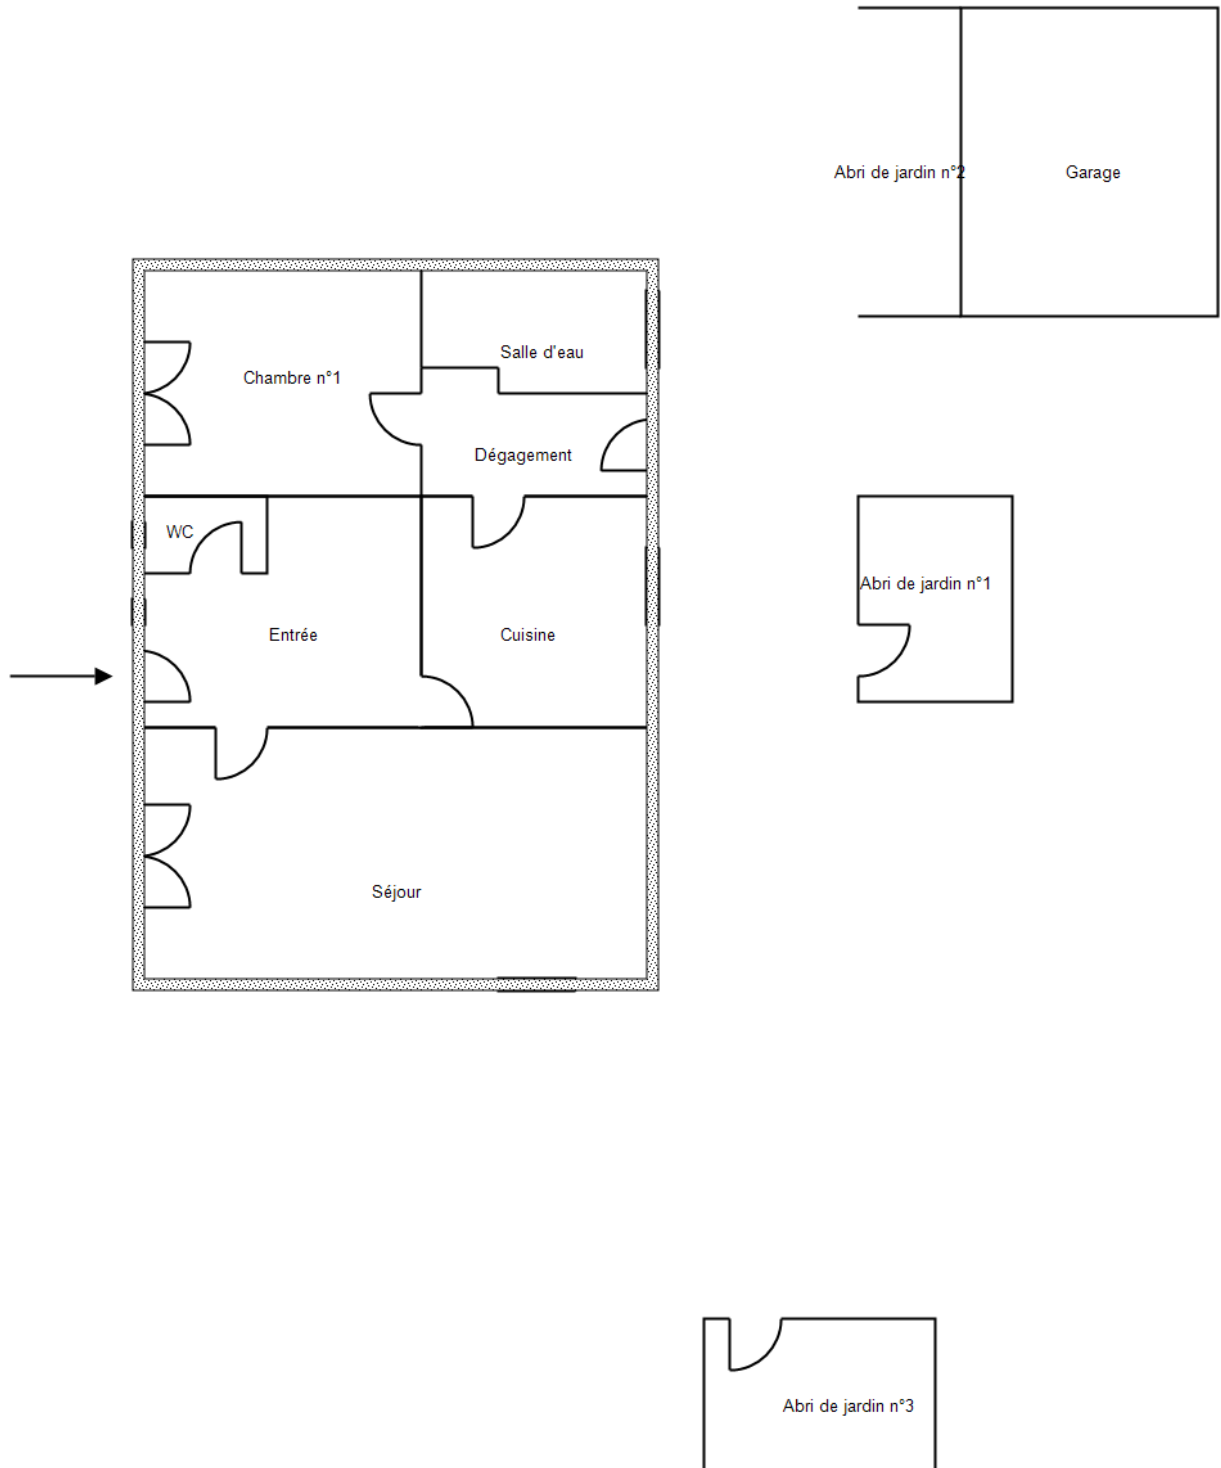 Abri de jardin n°2
Garage
Salle d'eau
Chambre n°1
Dégagement
WC
Abri de jardin n°1
Entrée
Cuisine
Séjour
Abri de jardin n°3